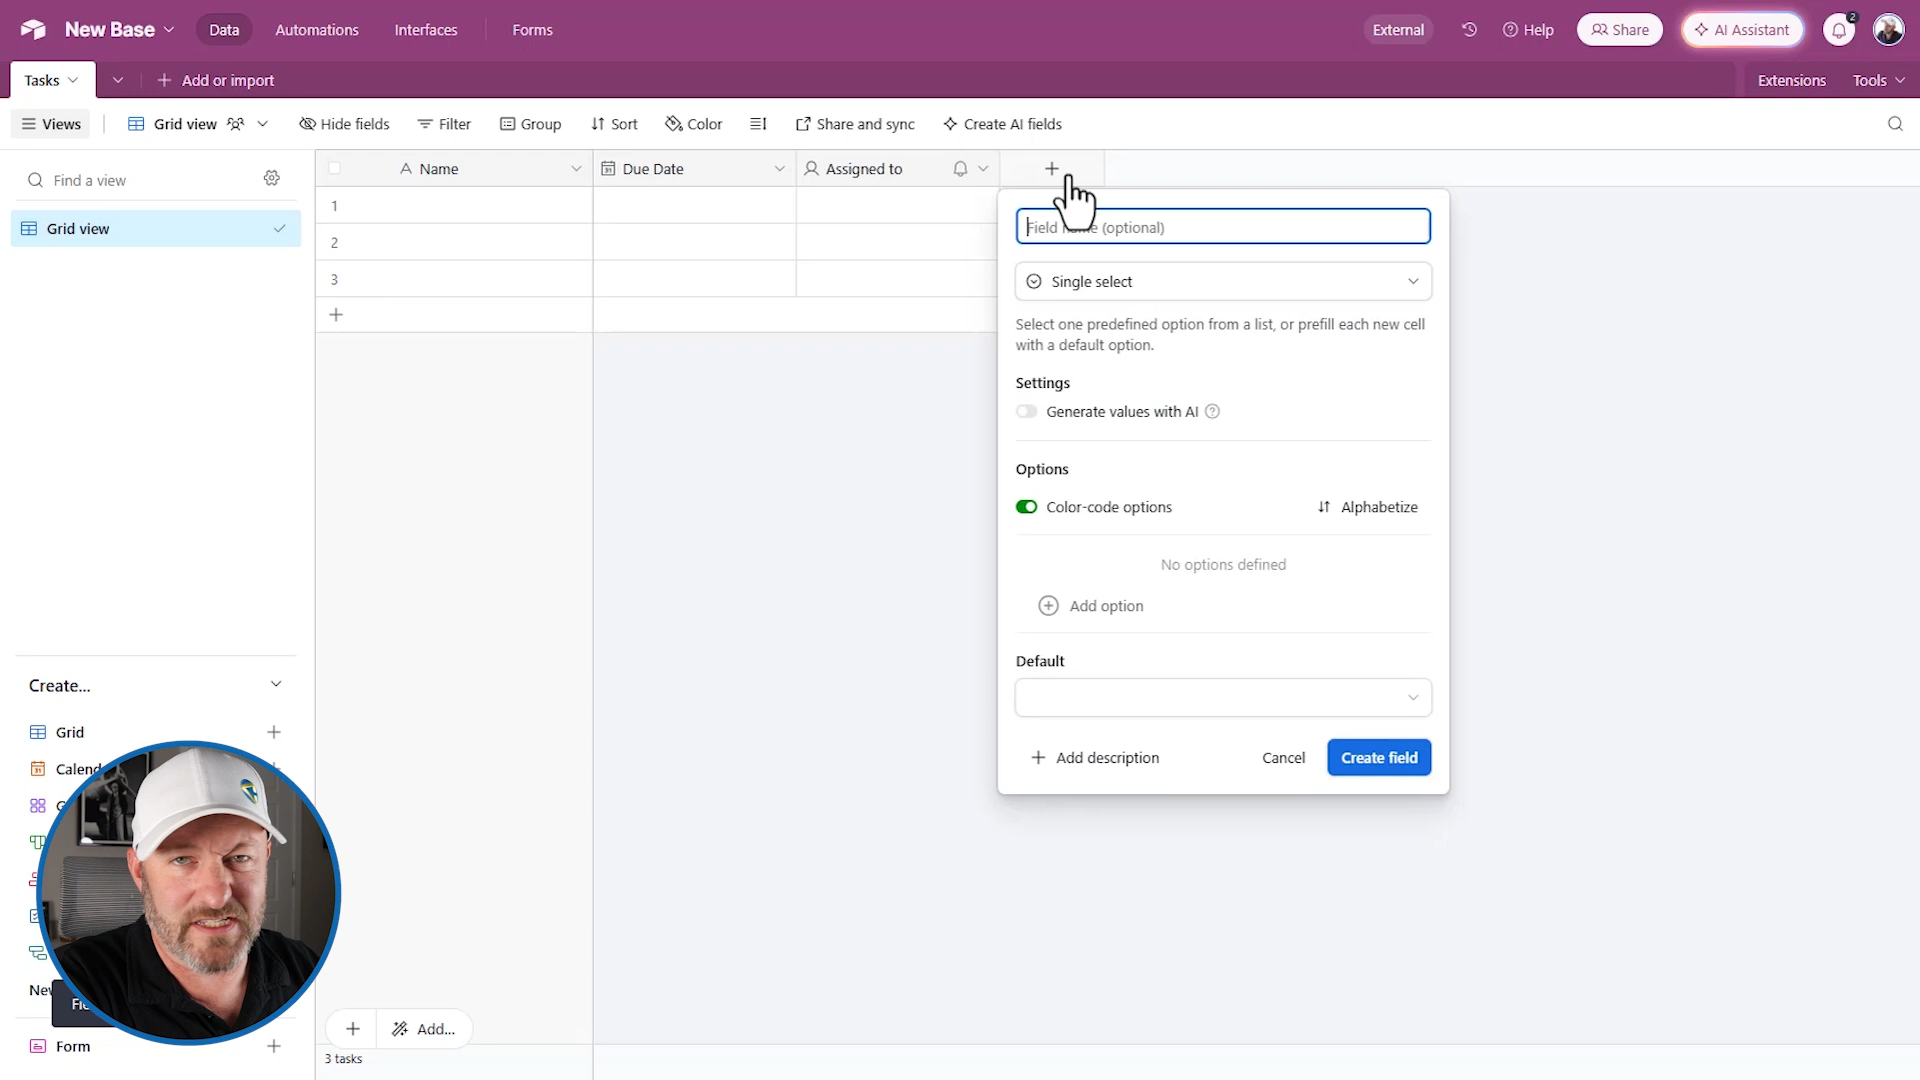 New Base
Data
Automations
Interfaces
Forms
External
Help
Share
AI Assistant
2
Tasks
Add or import
Extensions
Tools
Views
Grid view
Hide fields
Filter
Group
Sort
Color
Share and sync
Create AI fields
Find a view
Grid view
Name
Due Date
Assigned to
1
2
3
Field name (optional)
Single select
Select one predefined option from a list, or prefill each new cell
with a default option.
Settings
Generate values with AI
Options
Color-code options
Alphabetize
No options defined
Add option
Default
Add description
Cancel
Create field
Create...
Grid
Form
Add...
3 tasks